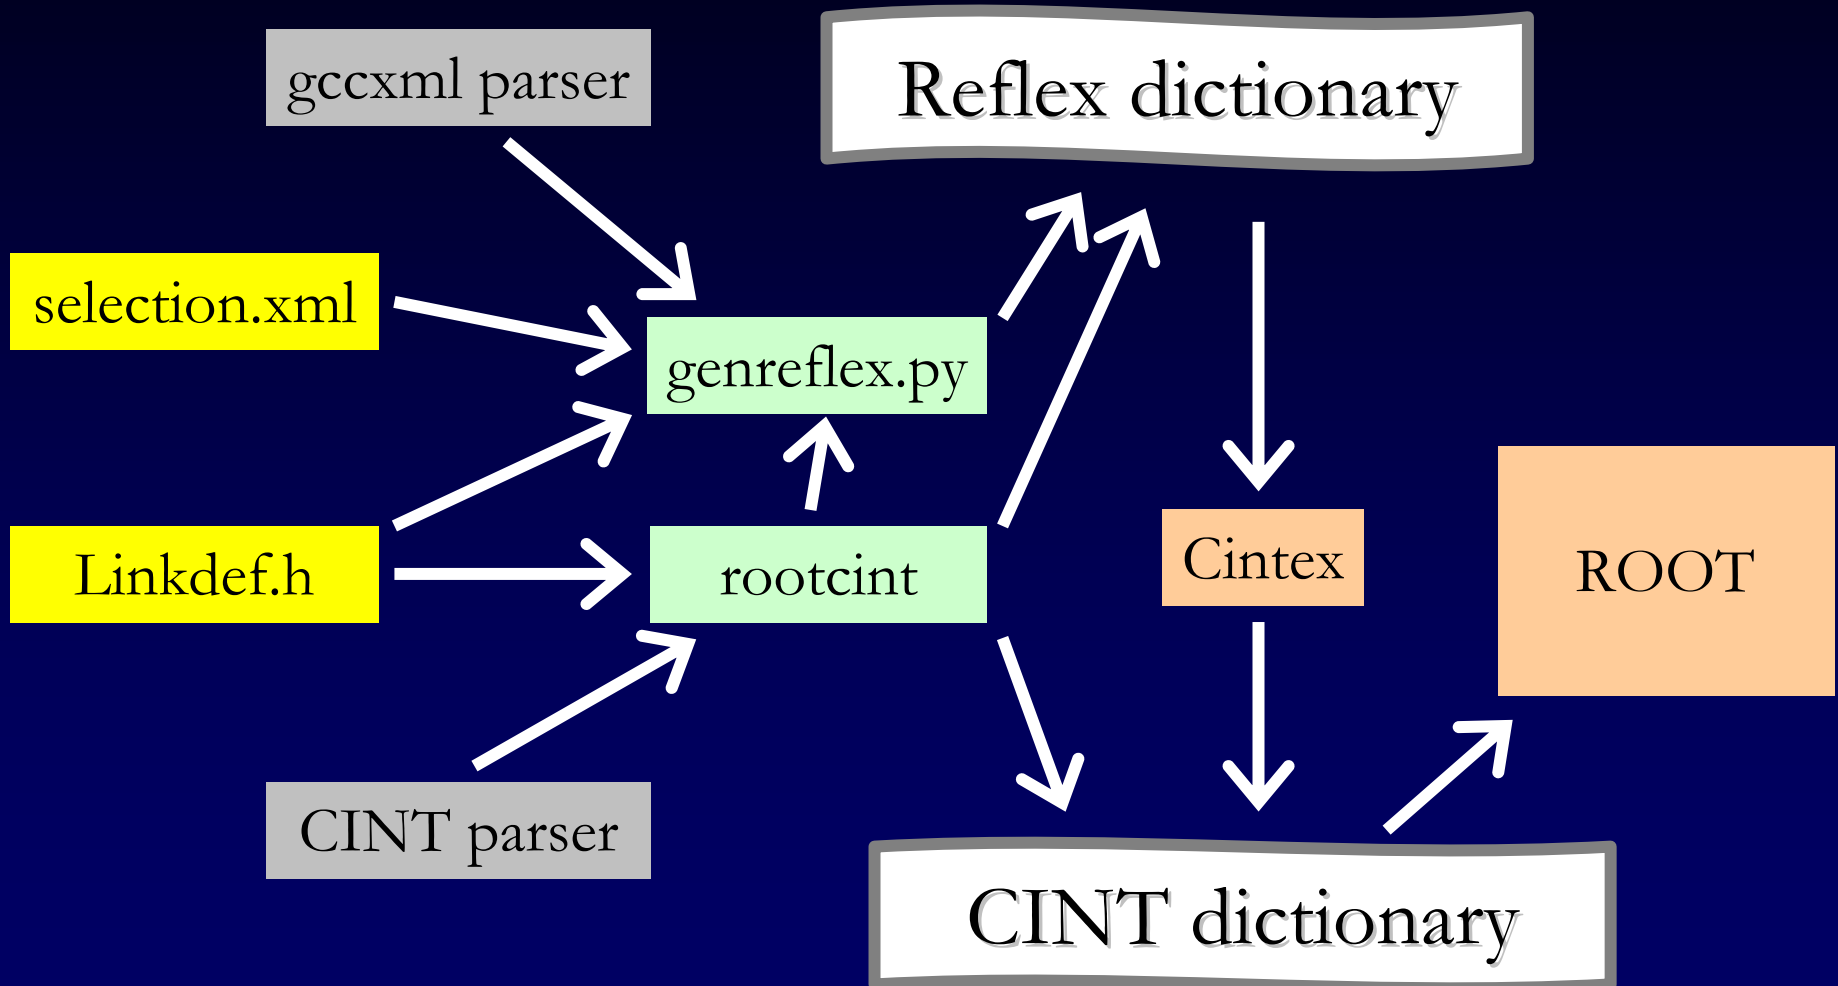 gccxml parser
Reflex dictionary
selection.xml
genreflex.py
Linkdef.h
rootcint
Cintex
ROOT
CINT parser
CINT dictionary